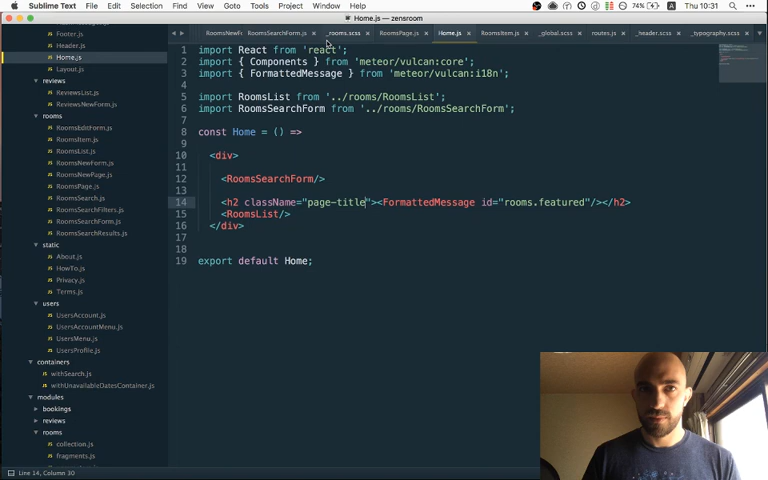 Sublime Text File Edit Selection Find View Goto Tools Project Window Help 74% Thu 10:31
Home.js — zensroom
RoomsNewF RoomsSearchForm.js _rooms.scss RoomsPage.js Home.js RoomsItem.js _global.scss routes.js _header.scss _typography.scss
Footer.js
Header.js
Home.js
Layout.js
reviews
ReviewsList.js
ReviewsNewForm.js
rooms
RoomsEditForm.js
RoomsItem.js
RoomsList.js
RoomsNewForm.js
RoomsNewPage.js
RoomsPage.js
RoomsSearch.js
RoomsSearchFilters.js
RoomsSearchForm.js
RoomsSearchResults.js
static
About.js
HowTo.js
Privacy.js
Terms.js
users
UsersAccount.js
UsersAccountMenu.js
UsersMenu.js
UsersProfile.js
containers
withSearch.js
withUnavailableDatesContainer.js
modules
bookings
reviews
rooms
collection.js
fragments.js
1 import React from 'react';
2 import { Components } from 'meteor/vulcan:core';
3 import { FormattedMessage } from 'meteor/vulcan:i18n';
4
5 import RoomsList from '../rooms/RoomsList';
6 import RoomsSearchForm from '../rooms/RoomsSearchForm';
7
8 const Home = () =>
9
10 <div>
11
12 <RoomsSearchForm/>
13
14 <h2 className="page-title"><FormattedMessage id="rooms.featured"/></h2>
15 <RoomsList/>
16 </div>
17
18
19 export default Home;
Line 14, Column 30